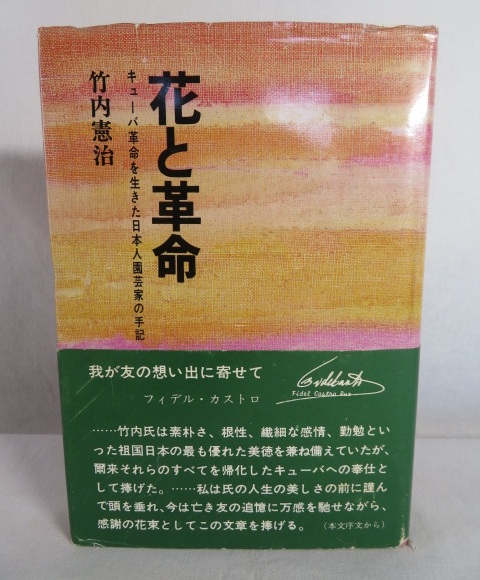 花と革命
キューバ革命を生きた日本人園芸家の手記
竹内憲治
我が友の想い出に寄せて
フィデル・カストロ
Fidel Castro Ruz
……竹内氏は素朴さ、根性、繊細な感情、勤勉とい
った祖国日本の最も優れた美徳を兼ね備えていたが、
爾来それらのすべてを帰化したキューバへの奉仕と
して捧げた。……私は氏の人生の美しさの前に謹ん
で頭を垂れ、今は亡き友の追憶に万感を馳せながら、
感謝の花束としてこの文章を捧げる。
（本文序文から）